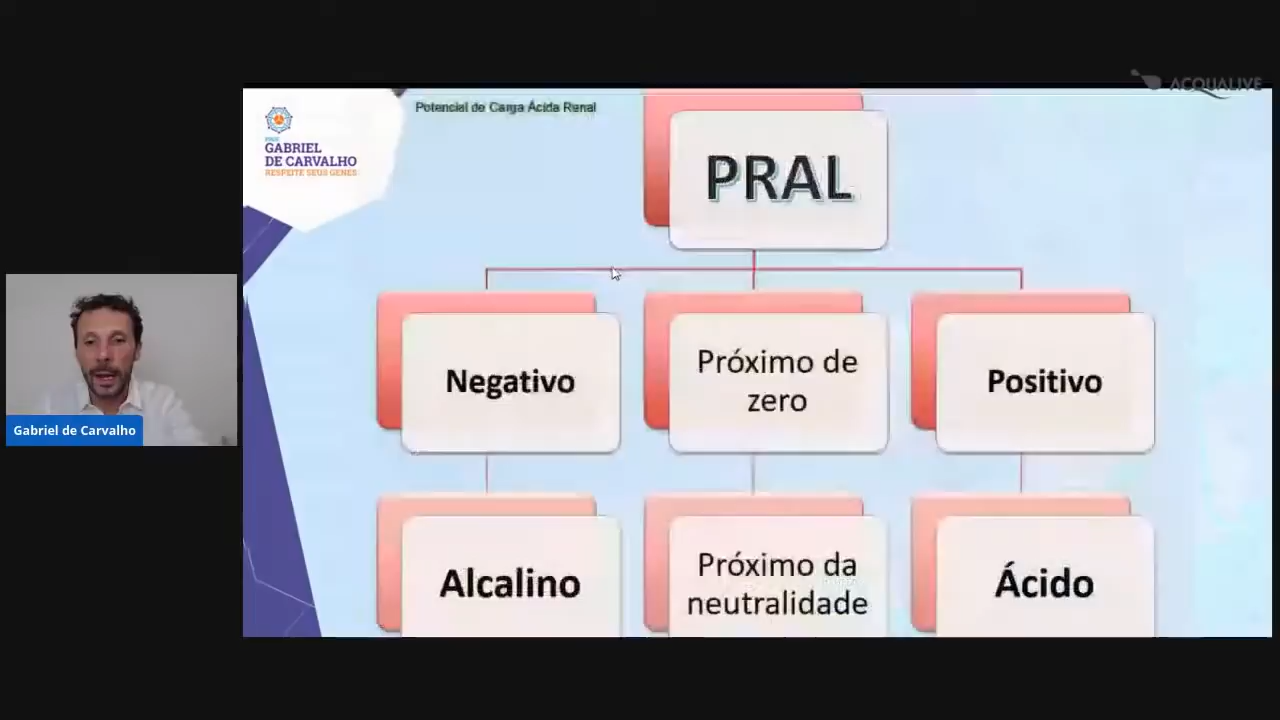 ACQUALIVE
Potencial de Carga Ácida Renal
PROF.
GABRIEL
DE CARVALHO
RESPEITE SEUS GENES
PRAL
Negativo
Próximo de
zero
Positivo
Alcalino
Próximo da
neutralidade
Ácido
Gabriel de Carvalho